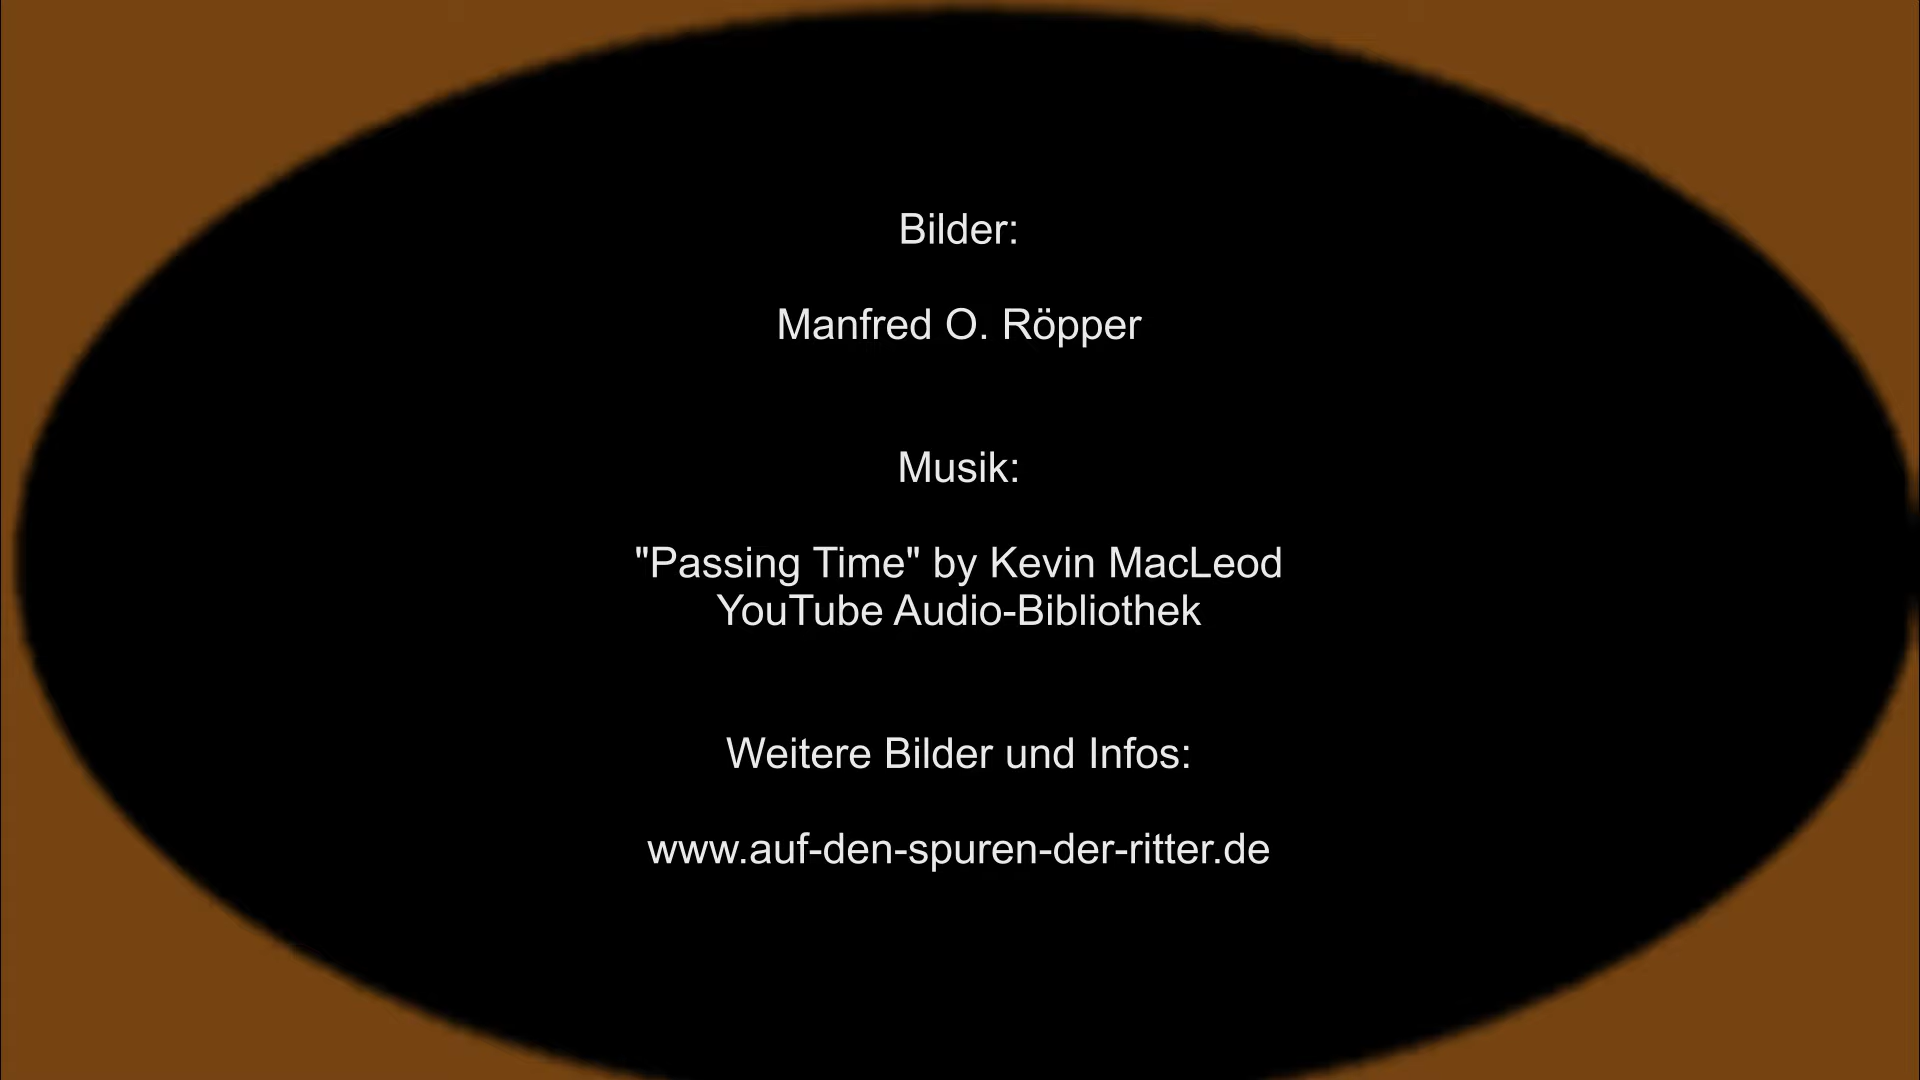 Bilder:
Manfred O. Röpper
Musik:
"Passing Time" by Kevin MacLeod
YouTube Audio-Bibliothek
Weitere Bilder und Infos:
www.auf-den-spuren-der-ritter.de